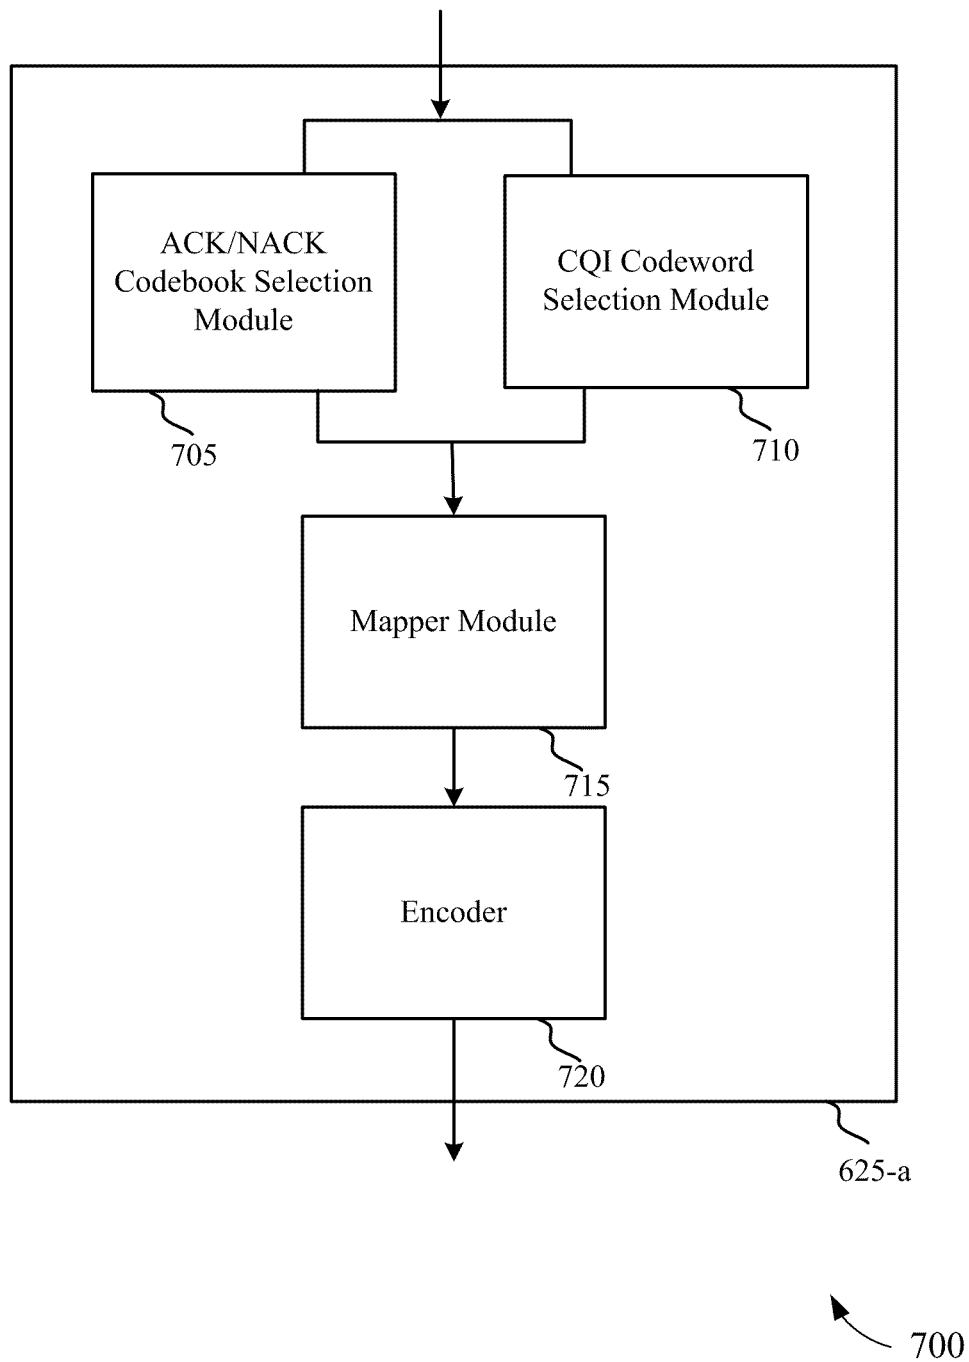 ACK/NACK
Codebook Selection
Module
CQI Codeword
Selection Module
705
710
Mapper Module
715
Encoder
720
625-a
700